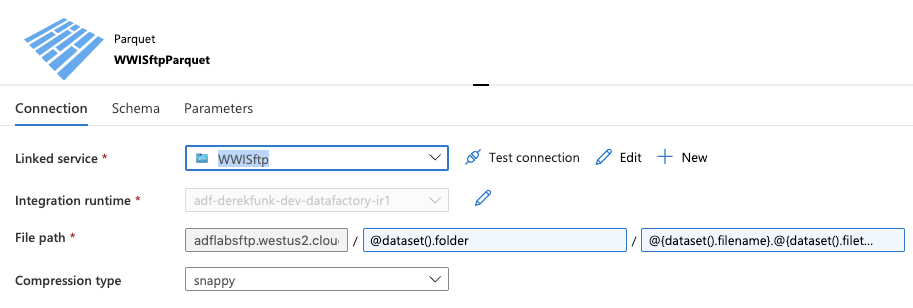 Parquet
WWISftpParquet
Connection Schema Parameters
Linked service * WWISftp Test connection Edit New
Integration runtime * adf-derekfunk-dev-datafactory-ir1
File path * adflabsftp.westus2.clou / @dataset().folder / @{dataset().filename}.@{dataset().filet...
Compression type snappy